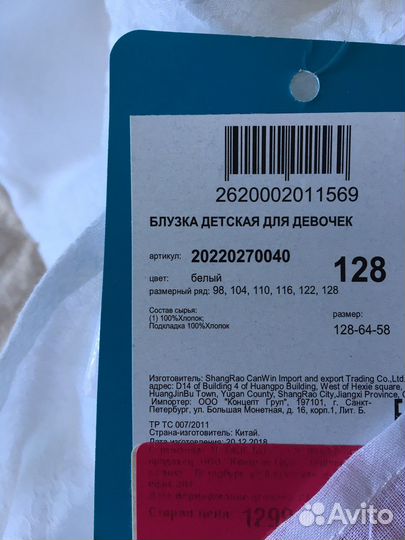 2620002011569
БЛУЗКА ДЕТСКАЯ ДЛЯ ДЕВОЧЕК
артикул: 20220270040
128
цвет: белый
размерный ряд: 98, 104, 110, 116, 122, 128
Состав сырья: размер:
(1) 100%Хлопок;
Подкладка 100%Хлопок 128-64-58
Изготовитель: ShangRao CanWin Import and export Trading Co.,Ltd.
адрес: D14 of Building 4 of Huangpo Building, West of Hexie square,
HuangJinBu Town, Yugan County, ShangRao City,Jiangxi Province, C
Импортер: ООО "Концепт Груп", 197101, г. Санкт-
Петербург, ул. Большая Монетная, д. 16, корп.1, Лит. Б.
ТР ТС 007/2011
Страна-изготовитель: Китай.
Дата изготовления: 20.12.2018
Старая цена: 1299
Avito